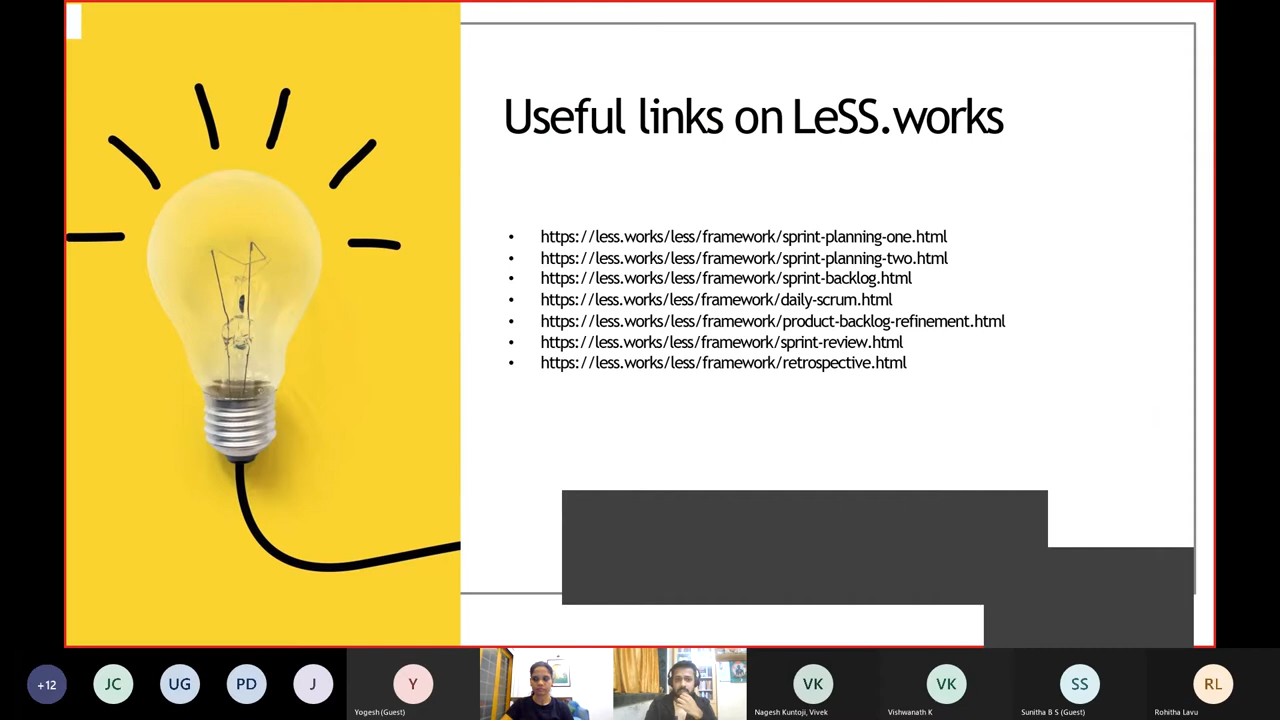 Useful links on LeSS.works
• https://less.works/less/framework/sprint-planning-one.html
• https://less.works/less/framework/sprint-planning-two.html
• https://less.works/less/framework/sprint-backlog.html
• https://less.works/less/framework/daily-scrum.html
• https://less.works/less/framework/product-backlog-refinement.html
• https://less.works/less/framework/sprint-review.html
• https://less.works/less/framework/retrospective.html
+12
JC
UG
PD
J
Y
Yogesh (Guest)
VK
Nagesh Kuntoji, Vivek
VK
Vishwanath K
SS
Sunitha B S (Guest)
RL
Rohitha Lavu